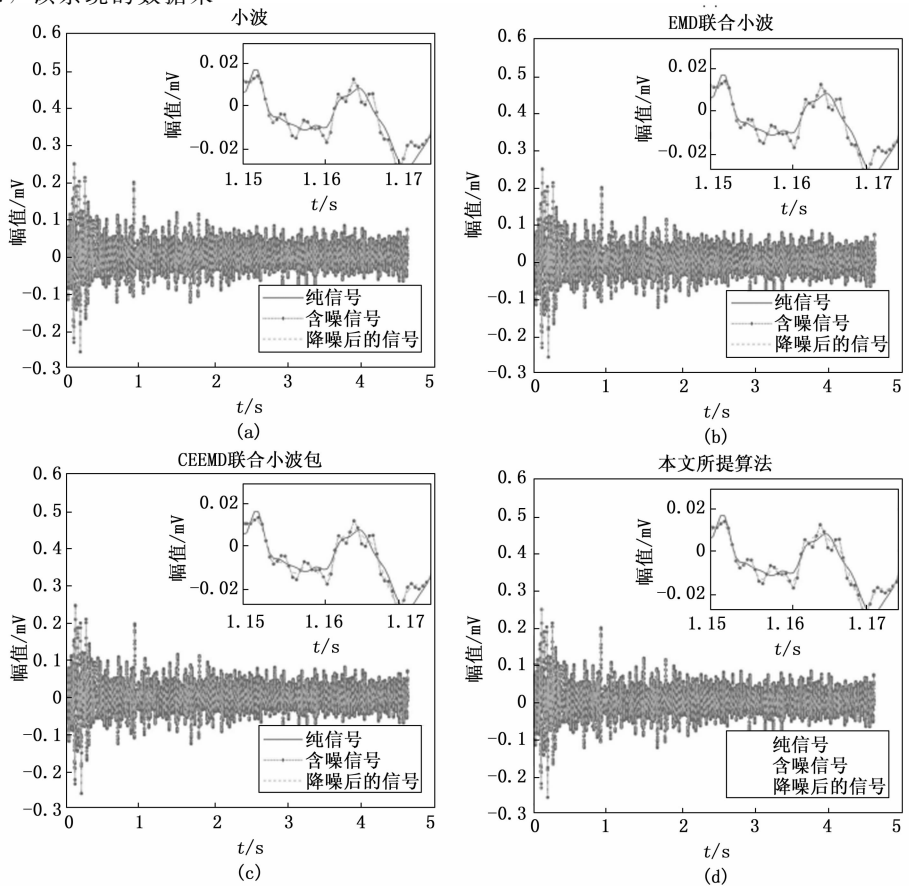 小波
0.6
0.5
0.4
0.3
0.2
0.1
0
-0.1
-0.2
-0.3
幅值/mV
0.02
0
-0.02
幅值/mV
1.15 1.16 1.17
t/s
纯信号
含噪信号
降噪后的信号
0 1 2 3 4 5
t/s
(a)
EMD联合小波
0.6
0.5
0.4
0.3
0.2
0.1
0
-0.1
-0.2
-0.3
幅值/mV
0.02
0
-0.02
幅值/mV
1.15 1.16 1.17
t/s
纯信号
含噪信号
降噪后的信号
0 1 2 3 4 5
t/s
(b)
CEEMD联合小波包
0.6
0.5
0.4
0.3
0.2
0.1
0
-0.1
-0.2
-0.3
幅值/mV
0.02
0
-0.02
幅值/mV
1.15 1.16 1.17
t/s
纯信号
含噪信号
降噪后的信号
0 1 2 3 4 5
t/s
(c)
本文所提算法
0.6
0.5
0.4
0.3
0.2
0.1
0
-0.1
-0.2
-0.3
幅值/mV
0.02
0
-0.02
幅值/mV
1.15 1.16 1.17
t/s
纯信号
含噪信号
降噪后的信号
0 1 2 3 4 5
t/s
(d)